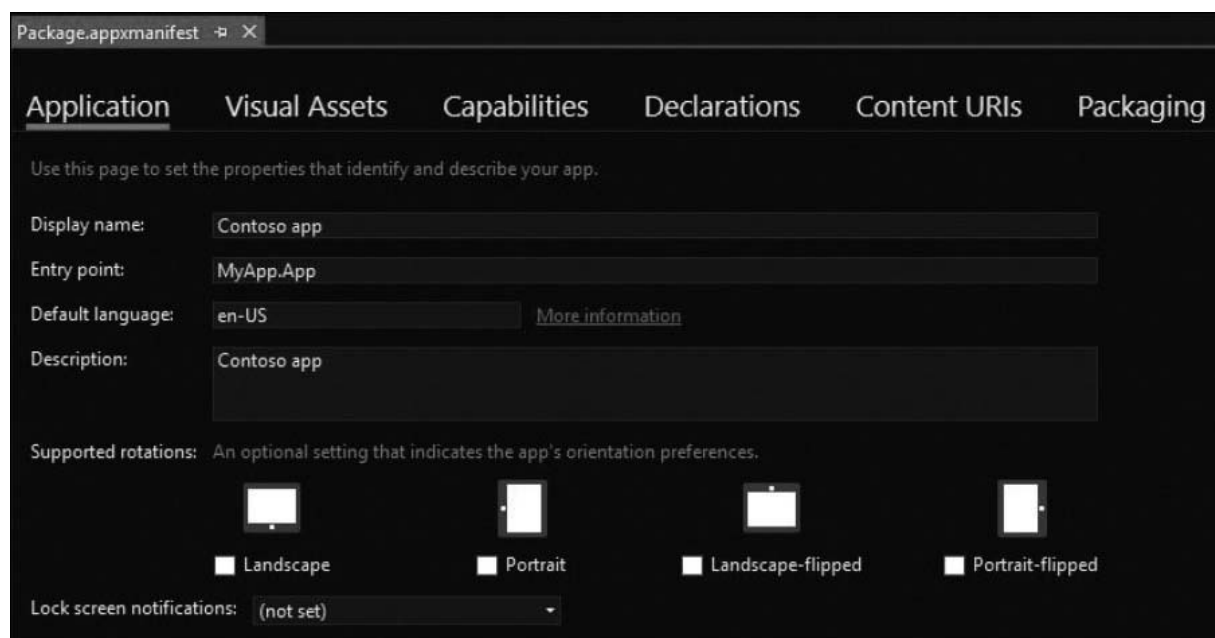 Package.appxmanifest
Application Visual Assets Capabilities Declarations Content URIs Packaging
Use this page to set the properties that identify and describe your app.
Display name: Contoso app
Entry point: MyApp.App
Default language: en-US More information
Description: Contoso app
Supported rotations: An optional setting that indicates the app's orientation preferences.
Landscape Portrait Landscape-flipped Portrait-flipped
Lock screen notifications: (not set)